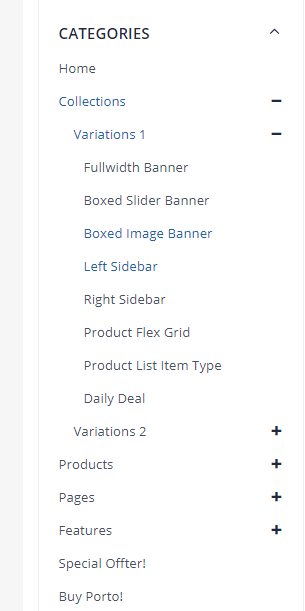 CATEGORIES
Home
Collections
Variations 1
Fullwidth Banner
Boxed Slider Banner
Boxed Image Banner
Left Sidebar
Right Sidebar
Product Flex Grid
Product List Item Type
Daily Deal
Variations 2
Products
Pages
Features
Special Offter!
Buy Porto!